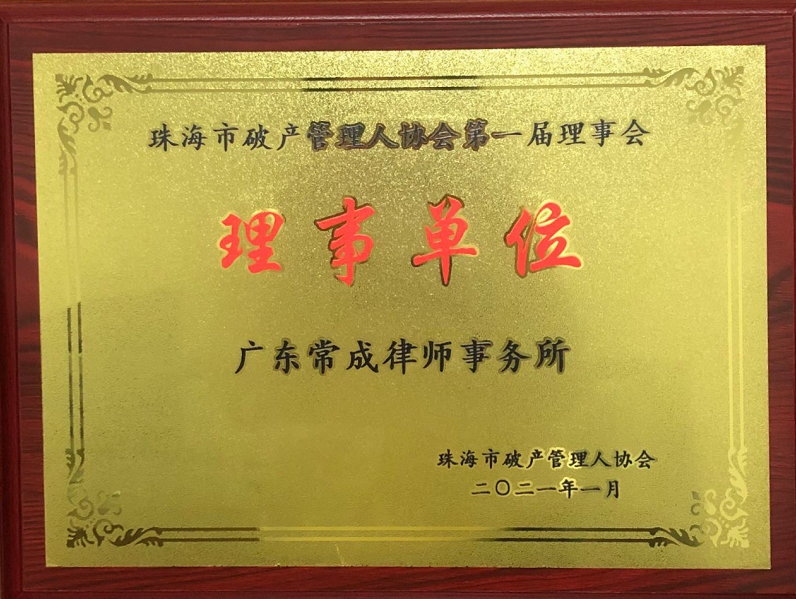 珠海市破产管理人协会第一届理事会
理事单位
广东常成律师事务所
珠海市破产管理人协会
二〇二一年一月